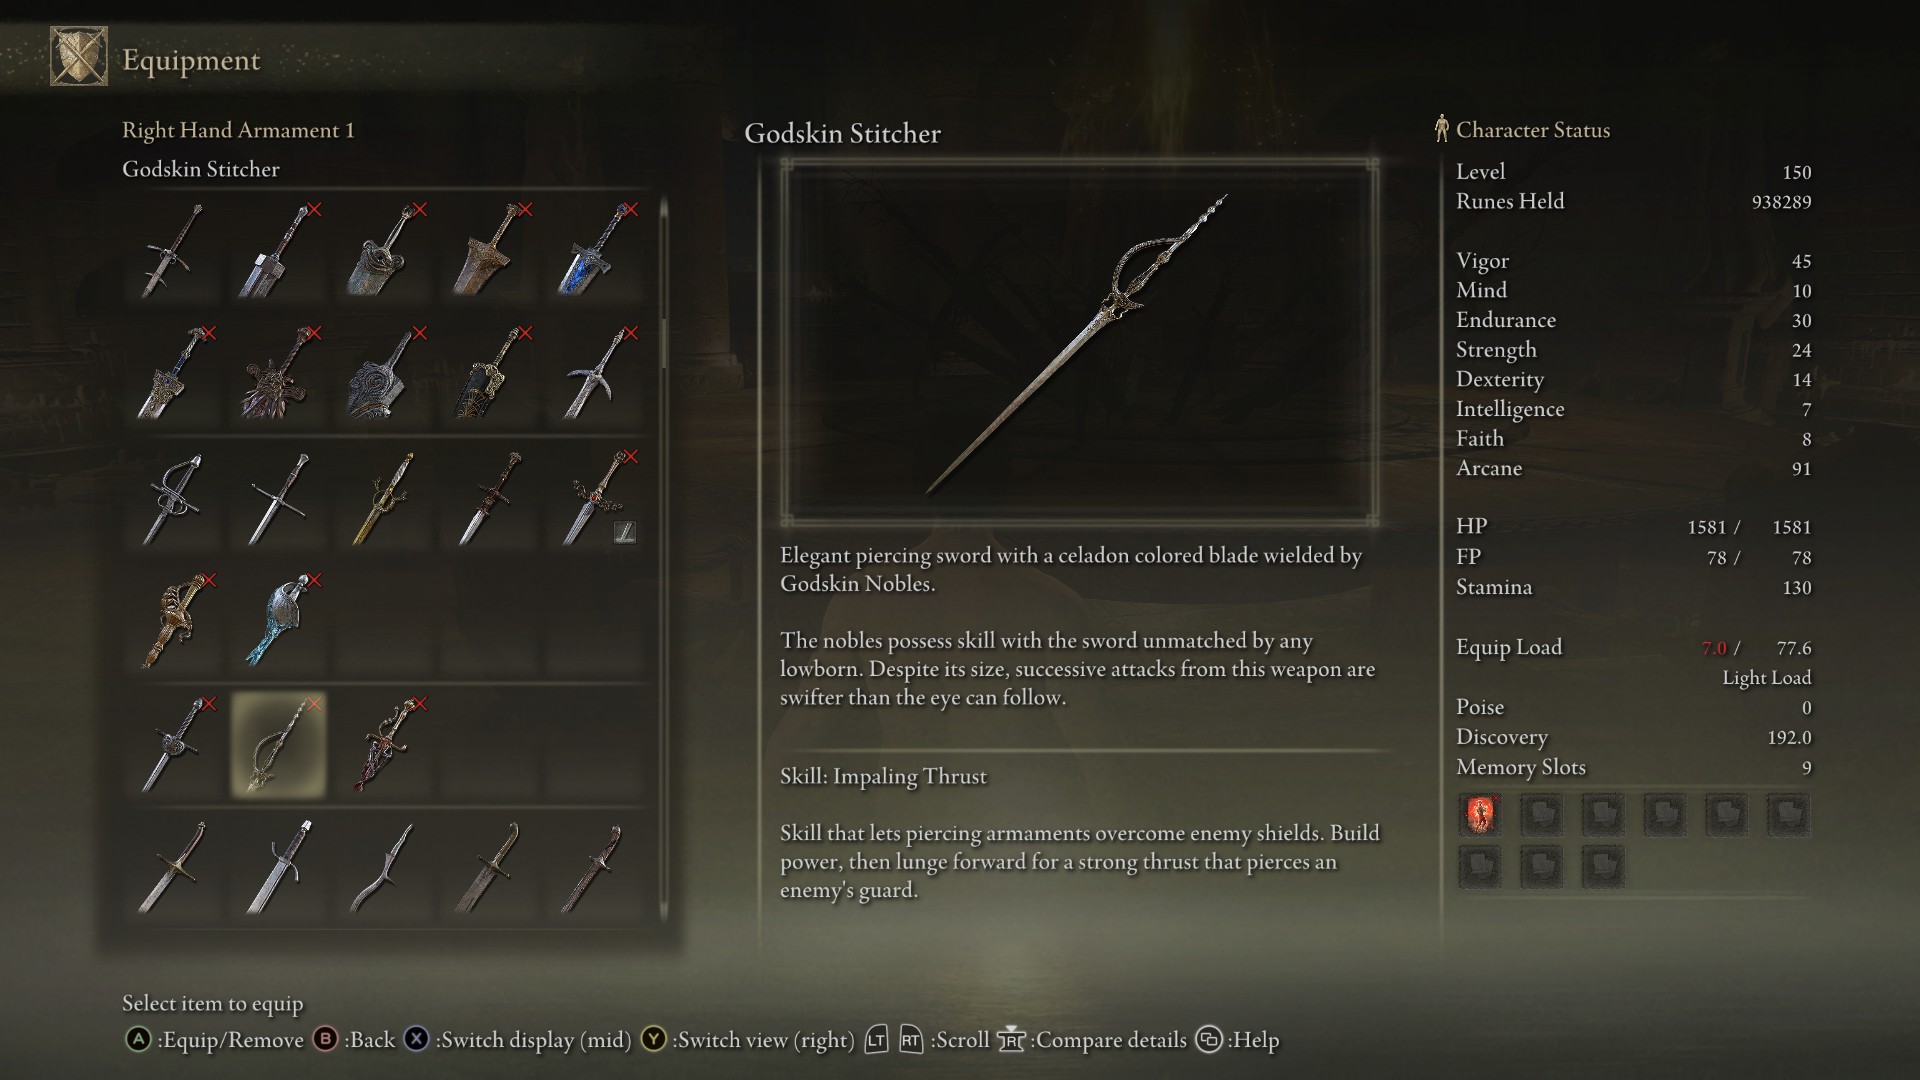 Equipment
Right Hand Armament 1
Godskin Stitcher
Godskin Stitcher
Elegant piercing sword with a celadon colored blade wielded by
Godskin Nobles.
The nobles possess skill with the sword unmatched by any
lowborn. Despite its size, successive attacks from this weapon are
swifter than the eye can follow.
Skill: Impaling Thrust
Skill that lets piercing armaments overcome enemy shields. Build
power, then lunge forward for a strong thrust that pierces an
enemy's guard.
Character Status
Level 150
Runes Held 938289
Vigor 45
Mind 10
Endurance 30
Strength 24
Dexterity 14
Intelligence 7
Faith 8
Arcane 91
HP 1581 / 1581
FP 78 / 78
Stamina 130
Equip Load 7.0 / 77.6
Light Load
Poise 0
Discovery 192.0
Memory Slots 9
Select item to equip
A :Equip/Remove B :Back X :Switch display (mid) Y :Switch view (right) LT RT :Scroll R :Compare details :Help